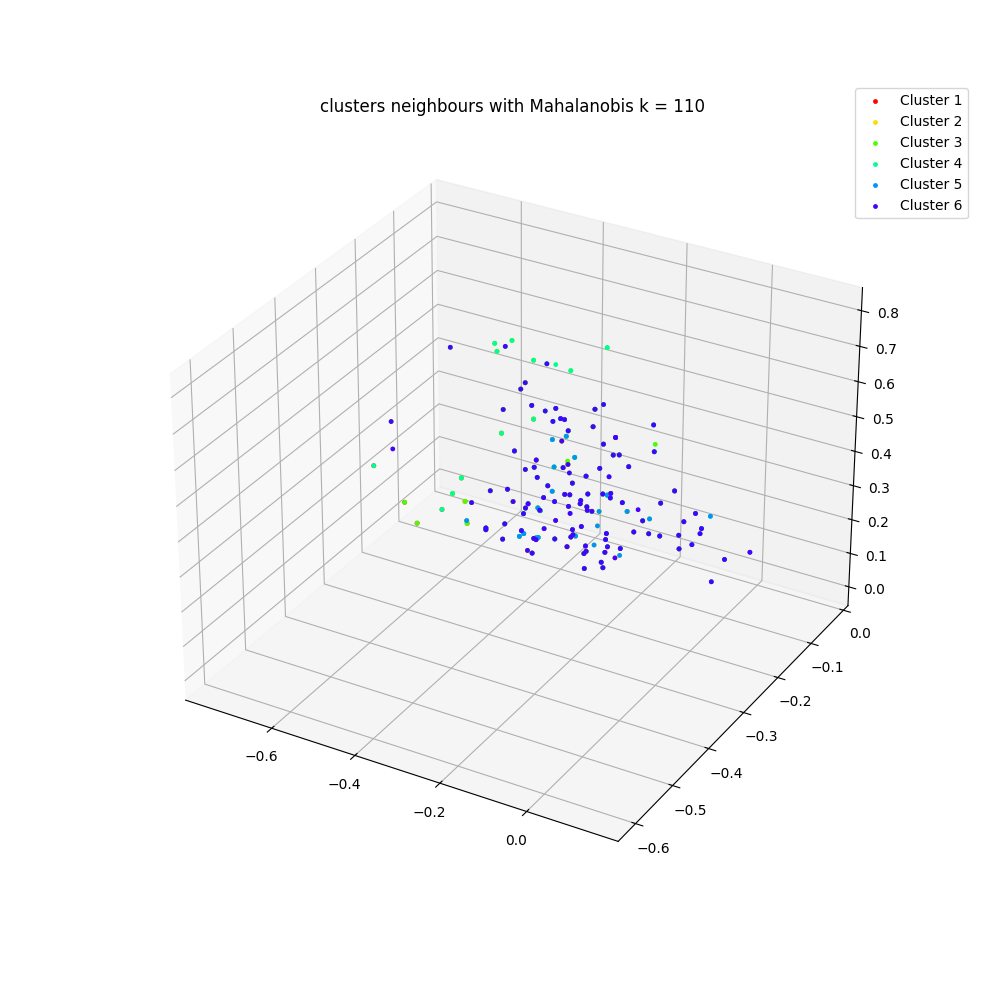 clusters neighbours with Mahalanobis k = 110
Cluster 1
Cluster 2
Cluster 3
Cluster 4
Cluster 5
Cluster 6
0.8
0.7
0.6
0.5
0.4
0.3
0.2
0.1
0.0
0.0
−0.1
−0.2
−0.3
−0.4
−0.5
−0.6
−0.6
−0.4
−0.2
0.0